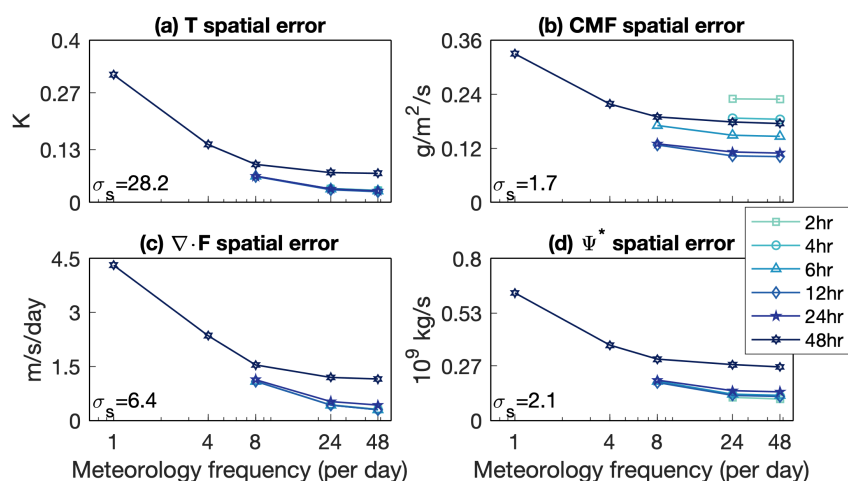 (a) T spatial error
0.4
0.27
0.13
0
K
σs=28.2
(b) CMF spatial error
0.36
0.24
0.12
0
g/m²/s
σs=1.7
(c) ∇·F spatial error
4.5
3
1.5
0
m/s/day
σs=6.4
1 4 8 24 48
Meteorology frequency (per day)
(d) Ψ* spatial error
0.8
0.53
0.27
0
10⁹ kg/s
σs=2.1
1 4 8 24 48
Meteorology frequency (per day)
2hr
4hr
6hr
12hr
24hr
48hr